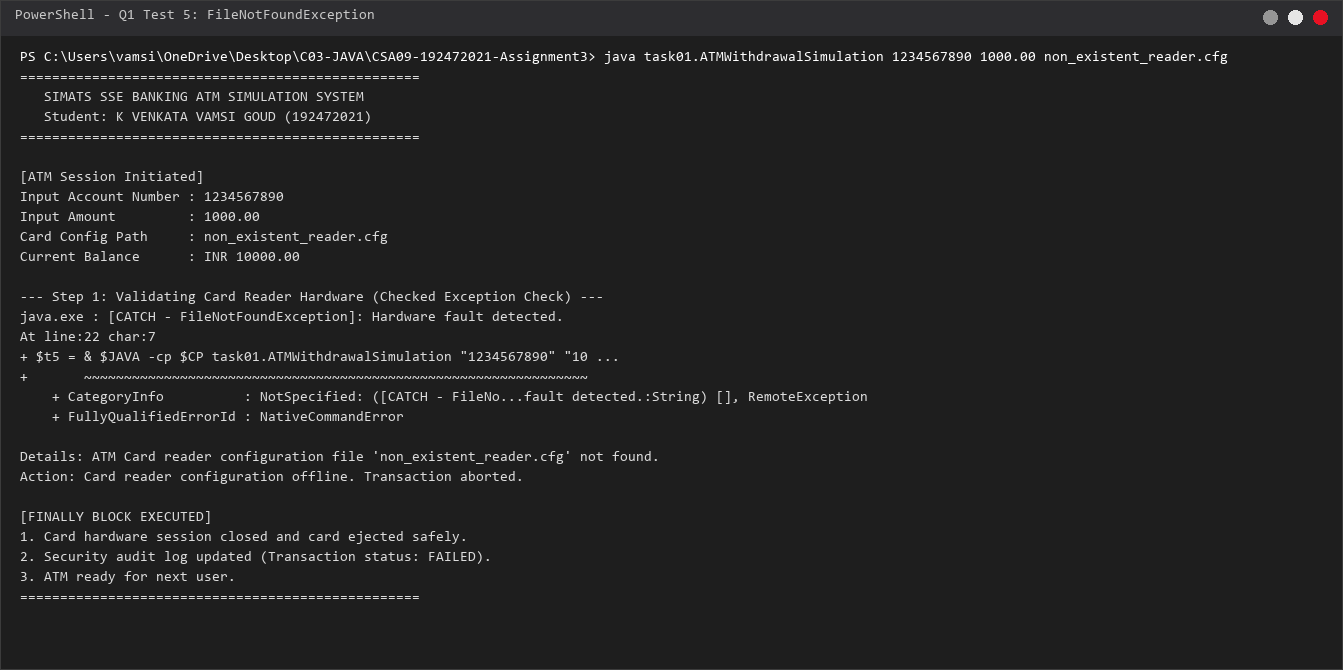 PowerShell - Q1 Test 5: FileNotFoundException
PS C:\Users\vamsi\OneDrive\Desktop\C03-JAVA\CSA09-192472021-Assignment3> java task01.ATMWithdrawalSimulation 1234567890 1000.00 non_existent_reader.cfg
==================================================
   SIMATS SSE BANKING ATM SIMULATION SYSTEM
   Student: K VENKATA VAMSI GOUD (192472021)
==================================================

[ATM Session Initiated]
Input Account Number : 1234567890
Input Amount         : 1000.00
Card Config Path     : non_existent_reader.cfg
Current Balance      : INR 10000.00

--- Step 1: Validating Card Reader Hardware (Checked Exception Check) ---
java.exe : [CATCH - FileNotFoundException]: Hardware fault detected.
At line:22 char:7
+ $t5 = & $JAVA -cp $CP task01.ATMWithdrawalSimulation "1234567890" "10 ...
+       ~~~~~~~~~~~~~~~~~~~~~~~~~~~~~~~~~~~~~~~~~~~~~~~~~~~~~~~~~~~~~~~
    + CategoryInfo          : NotSpecified: ([CATCH - FileNo...fault detected.:String) [], RemoteException
    + FullyQualifiedErrorId : NativeCommandError

Details: ATM Card reader configuration file 'non_existent_reader.cfg' not found.
Action: Card reader configuration offline. Transaction aborted.

[FINALLY BLOCK EXECUTED]
1. Card hardware session closed and card ejected safely.
2. Security audit log updated (Transaction status: FAILED).
3. ATM ready for next user.
==================================================